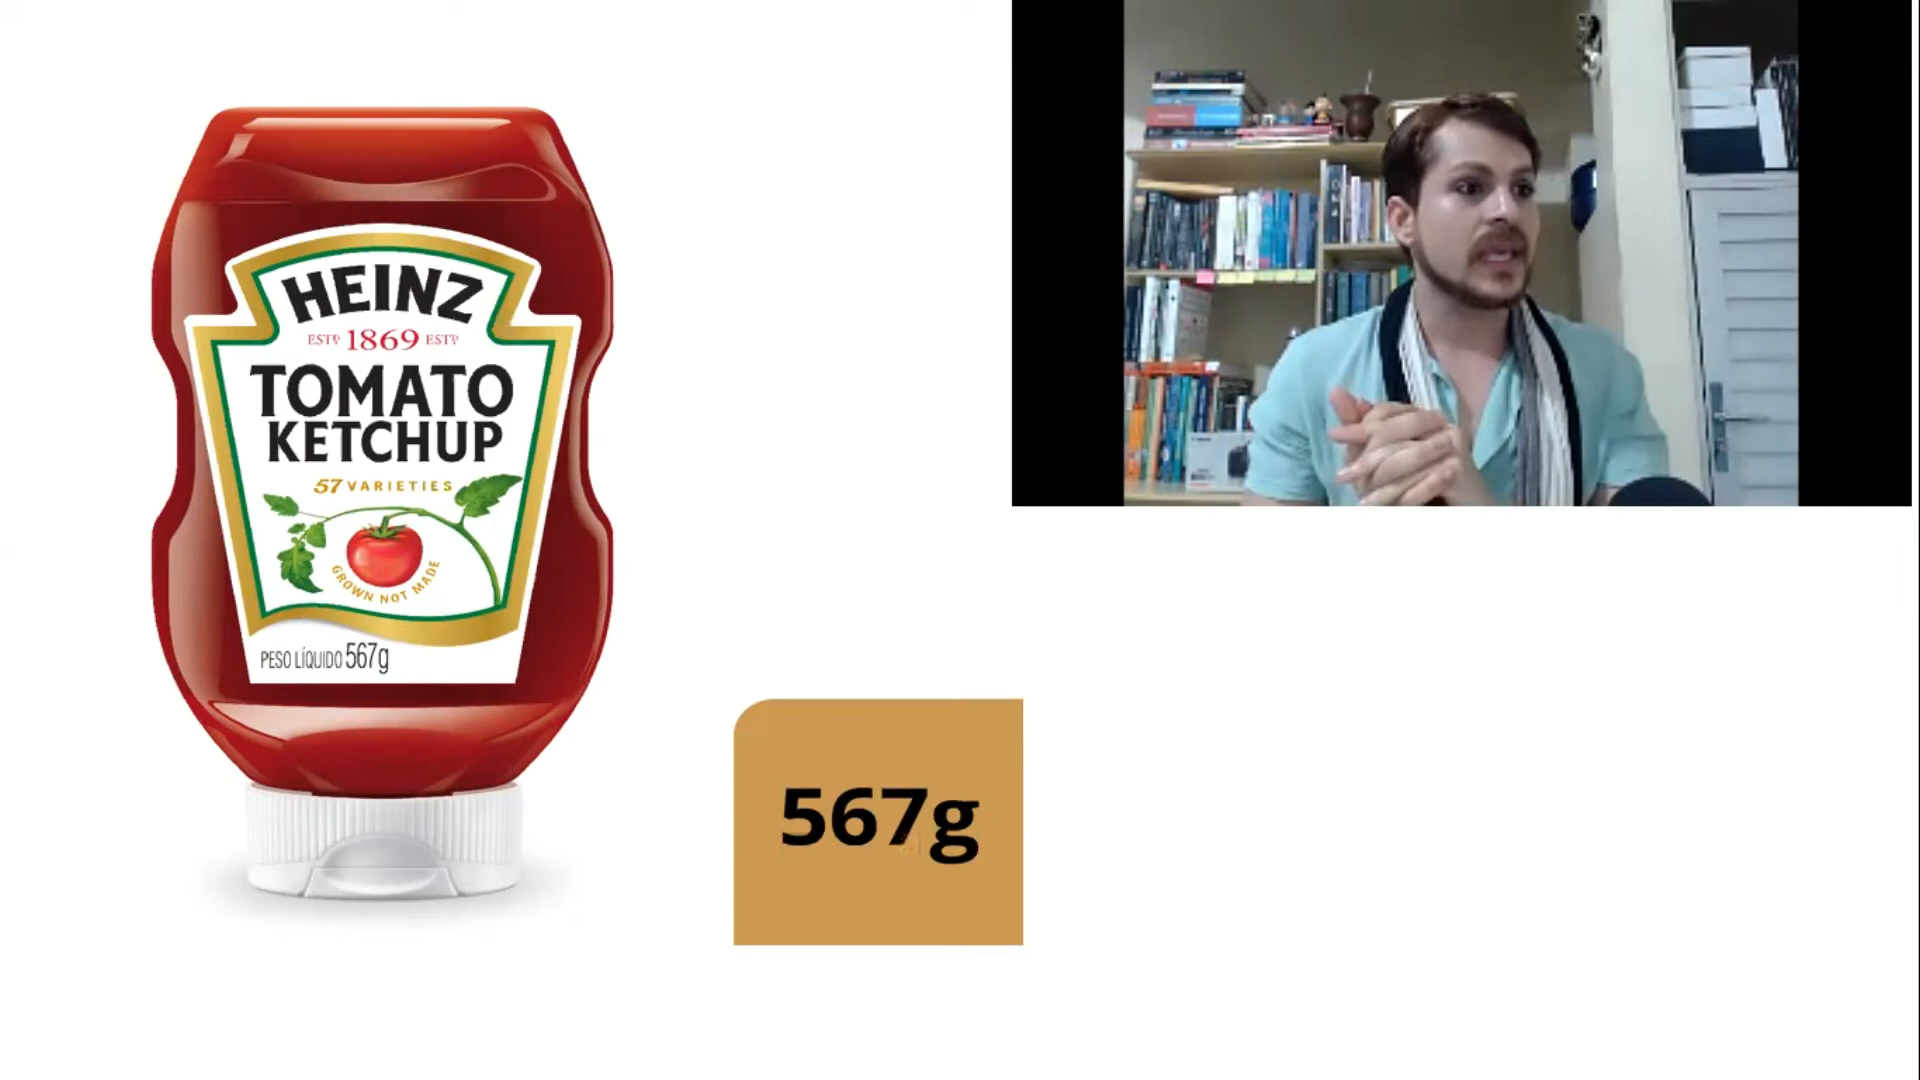 HEINZ
ESTD 1869 ESTD
TOMATO
KETCHUP
57 VARIETIES
GROWN NOT MADE
PESO LÍQUIDO 567g
567g